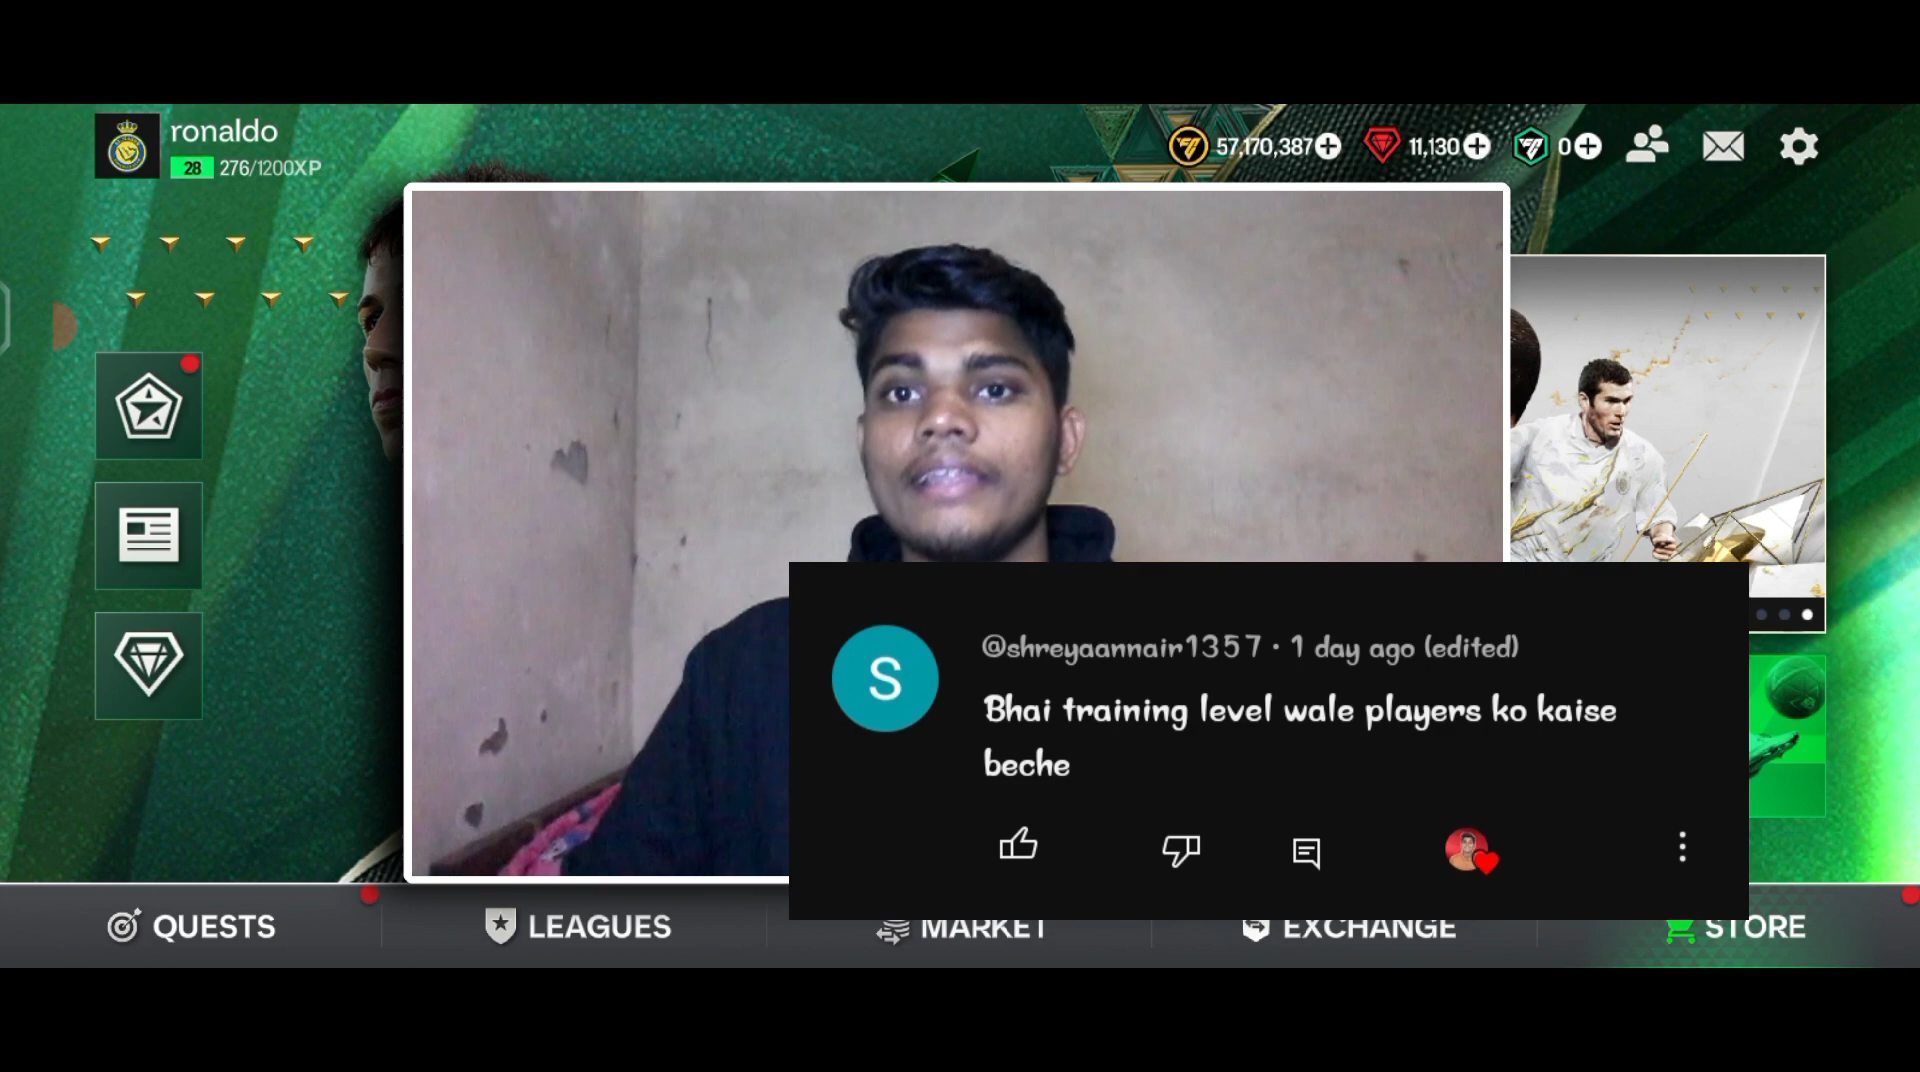 ronaldo
28 276/1200XP
57,170,387
11,130
0
@shreyaannair1357 • 1 day ago (edited)
Bhai training level wale players ko kaise
beche
S
QUESTS
LEAGUES
MARKET
EXCHANGE
STORE